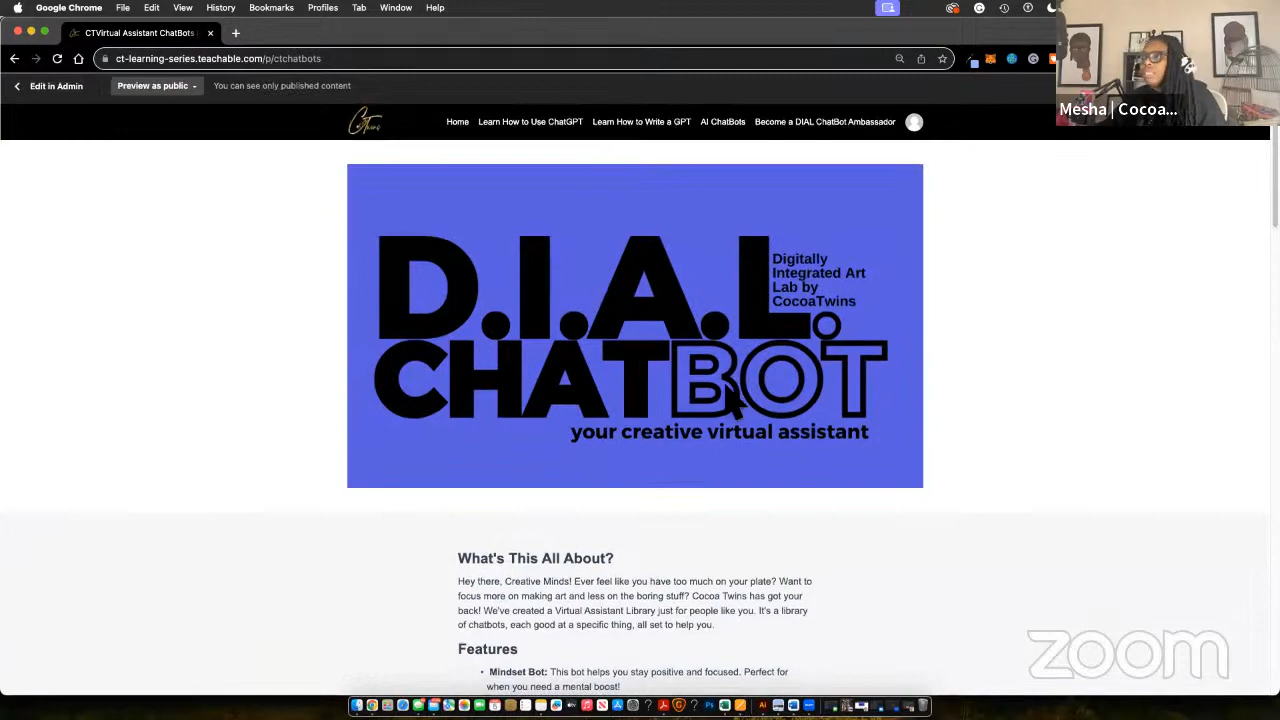 Google Chrome File Edit View History Bookmarks Profiles Tab Window Help
CTVirtual Assistant ChatBots
ct-learning-series.teachable.com/p/ctchatbots
Edit in Admin Preview as public You can see only published content
Mesha | Cocoa...
CTwins
Home Learn How to Use ChatGPT Learn How to Write a GPT AI ChatBots Become a DIAL ChatBot Ambassador
D.I.A.L.
Digitally
Integrated Art
Lab by
CocoaTwins
CHATBOT
your creative virtual assistant
What's This All About?
Hey there, Creative Minds! Ever feel like you have too much on your plate? Want to
focus more on making art and less on the boring stuff? Cocoa Twins has got your
back! We've created a Virtual Assistant Library just for people like you. It's a library
of chatbots, each good at a specific thing, all set to help you.
Features
• Mindset Bot: This bot helps you stay positive and focused. Perfect for
when you need a mental boost!
zoom